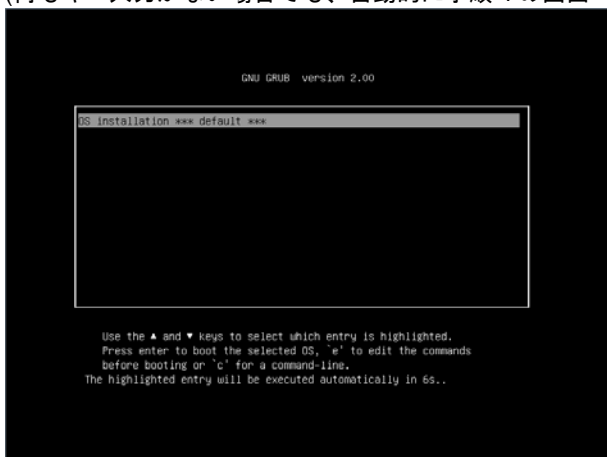 GNU GRUB version 2.00
OS installation *** default ***
Use the ▲ and ▼ keys to select which entry is highlighted.
Press enter to boot the selected OS, `e' to edit the commands
before booting or `c' for a command-line.
The highlighted entry will be executed automatically in 6s..